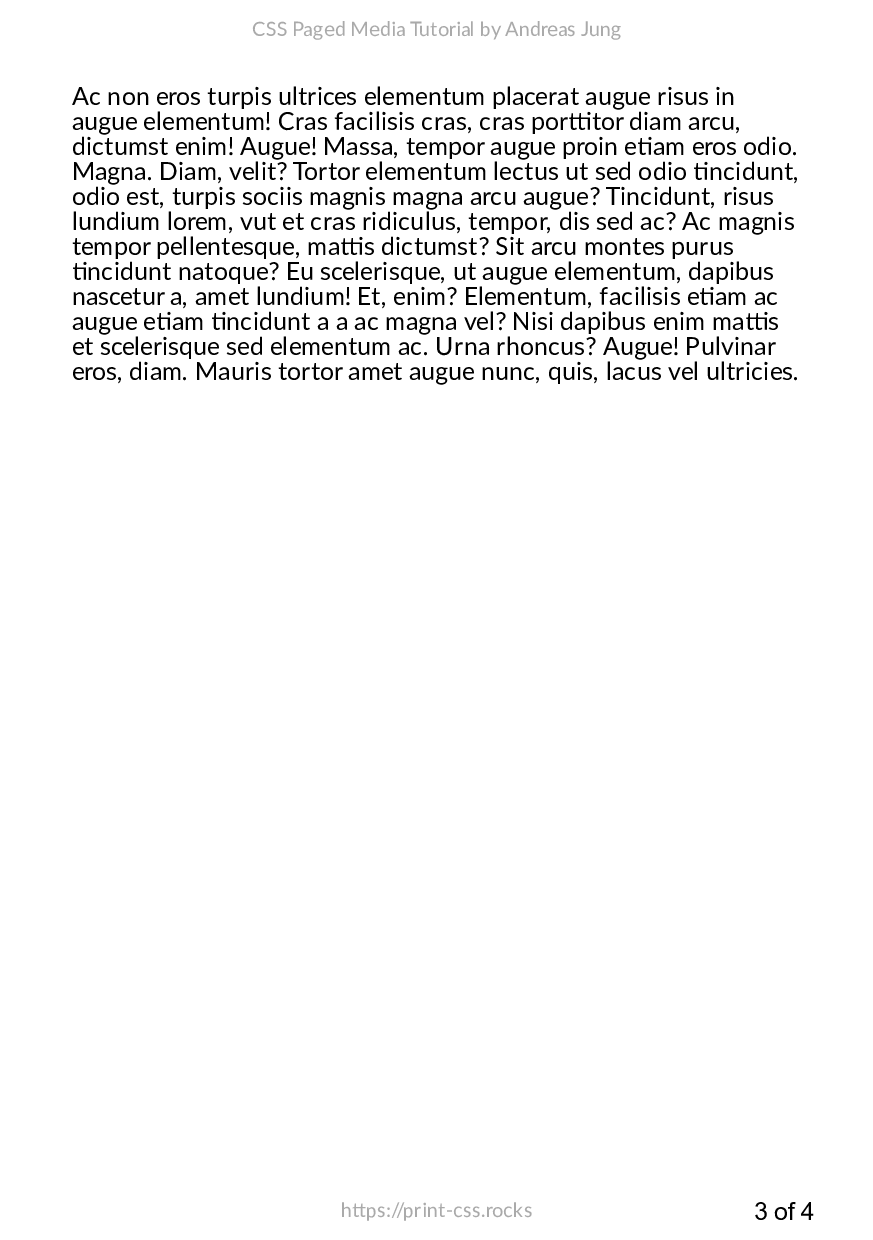 CSS Paged Media Tutorial by Andreas Jung
Ac non eros turpis ultrices elementum placerat augue risus in
augue elementum! Cras facilisis cras, cras porttitor diam arcu,
dictumst enim! Augue! Massa, tempor augue proin etiam eros odio.
Magna. Diam, velit? Tortor elementum lectus ut sed odio tincidunt,
odio est, turpis sociis magnis magna arcu augue? Tincidunt, risus
lundium lorem, vut et cras ridiculus, tempor, dis sed ac? Ac magnis
tempor pellentesque, mattis dictumst? Sit arcu montes purus
tincidunt natoque? Eu scelerisque, ut augue elementum, dapibus
nascetur a, amet lundium! Et, enim? Elementum, facilisis etiam ac
augue etiam tincidunt a a ac magna vel? Nisi dapibus enim mattis
et scelerisque sed elementum ac. Urna rhoncus? Augue! Pulvinar
eros, diam. Mauris tortor amet augue nunc, quis, lacus vel ultricies.
https://print-css.rocks
3 of 4